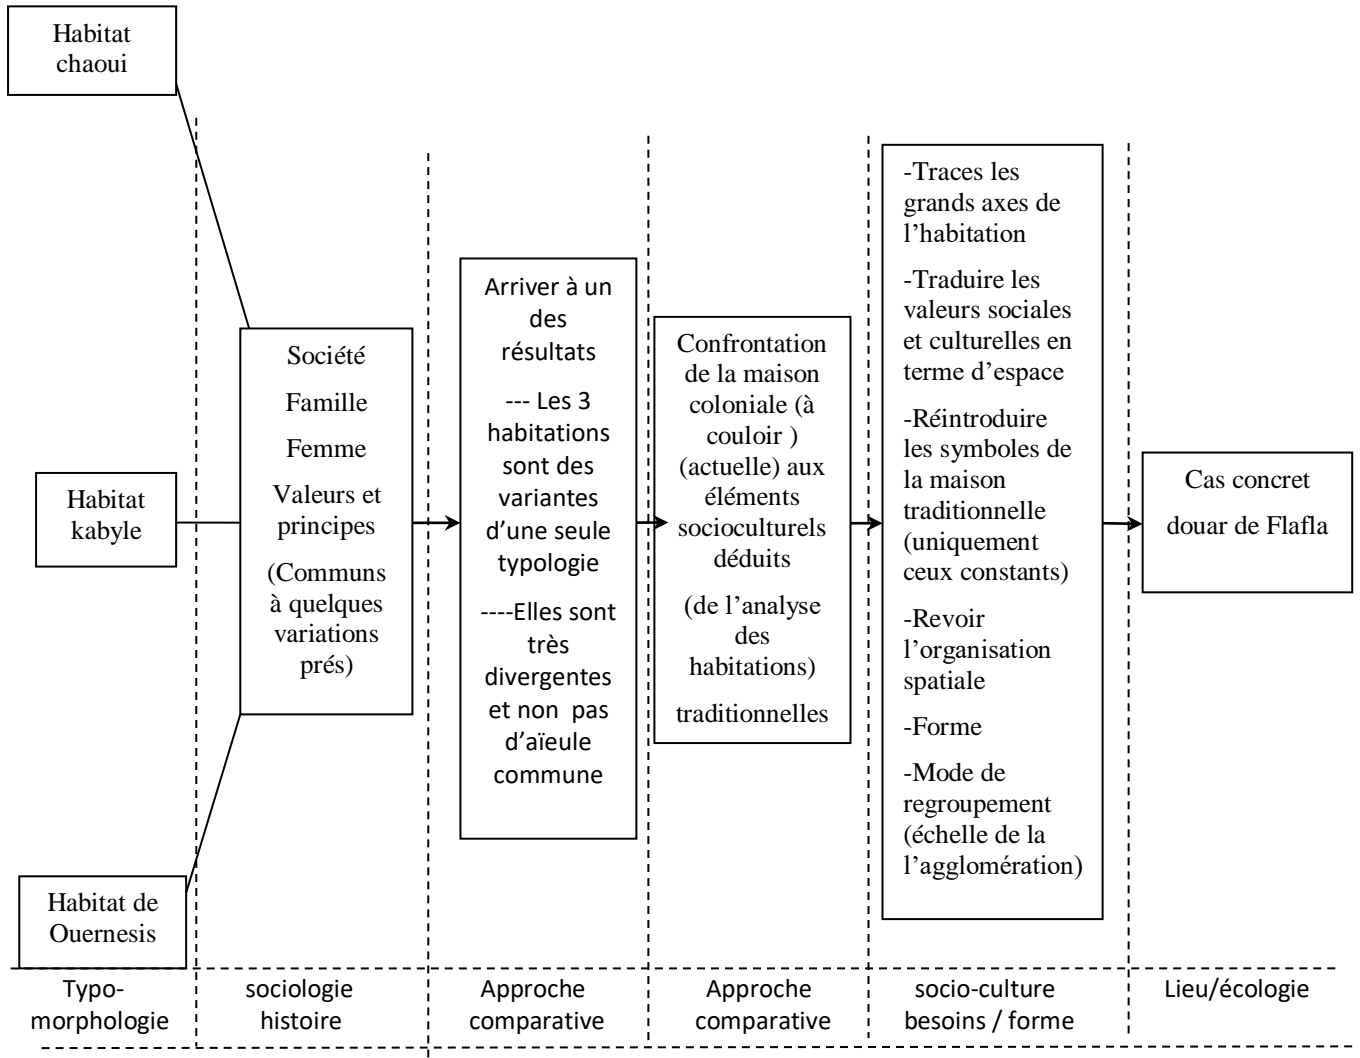 Habitat
chaoui
Habitat
kabyle
Habitat de
Ouernesis
Société
Famille
Femme
Valeurs et
principes
(Communs
à quelques
variations
prés)
Arriver à un
des
résultats
--- Les 3
habitations
sont des
variantes
d’une seule
typologie
----Elles sont
très
divergentes
et non pas
d’aïeule
commune
Confrontation
de la maison
coloniale (à
couloir )
(actuelle) aux
éléments
socioculturels
déduits
(de l’analyse
des
habitations)
traditionnelles
-Traces les
grands axes de
l’habitation
-Traduire les
valeurs sociales
et culturelles en
terme d’espace
-Réintroduire
les symboles de
la maison
traditionnelle
(uniquement
ceux constants)
-Revoir
l’organisation
spatiale
-Forme
-Mode de
regroupement
(échelle de la
l’agglomération)
Cas concret
douar de Flafla
Typo-
morphologie
sociologie
histoire
Approche
comparative
Approche
comparative
socio-culture
besoins / forme
Lieu/écologie